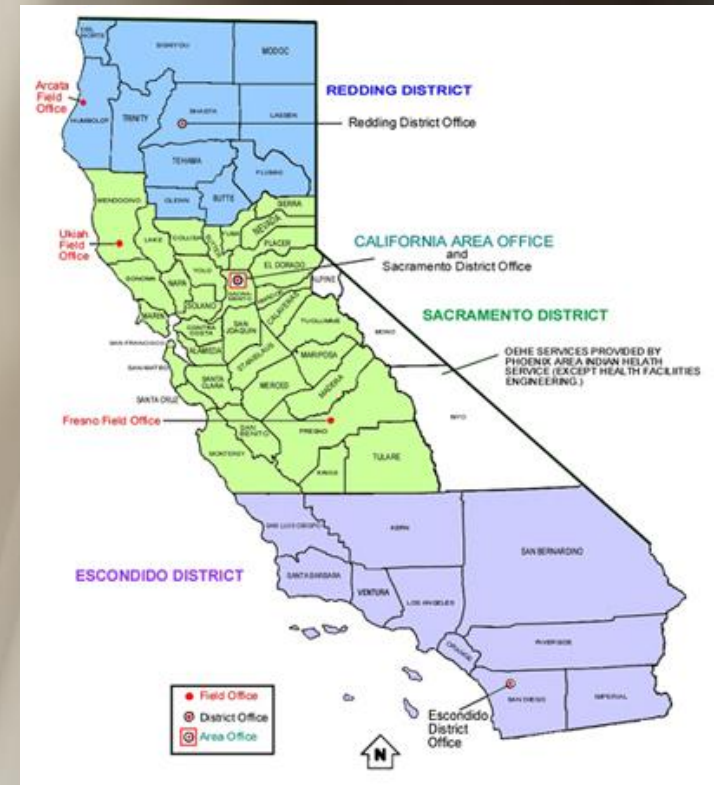 DEL
NORTE
SISKIYOU
MODOC
REDDING DISTRICT
Arcata
Field
Office
HUMBOLDT
TRINITY
SHASTA
LASSEN
Redding District Office
TEHAMA
PLUMAS
GLENN
BUTTE
MENDOCINO
SIERRA
NEVADA
Ukiah
Field
Office
LAKE
COLUSA
SUTTER
YUBA
PLACER
CALIFORNIA AREA OFFICE
and
Sacramento District Office
EL DORADO
ALPINE
SONOMA
NAPA
YOLO
SACRA-
MENTO
SOLANO
MARIN
CALAVERAS
TUOLUMNE
SACRAMENTO DISTRICT
MONO
CONTRA
COSTA
SAN
JOAQUIN
SAN FRANCISCO
ALAMEDA
STANISLAUS
MARIPOSA
OEHE SERVICES PROVIDED BY
PHOENIX AREA INDIAN HELATH
SERVICE (EXCEPT HEALTH FACILITIES
ENGINEERING.)
SAN MATEO
SANTA
CLARA
MERCED
MADERA
SANTA CRUZ
Fresno Field Office
SAN
BENITO
FRESNO
INYO
MONTEREY
KINGS
TULARE
SAN LUIS OBISPO
KERN
SAN BERNARDINO
ESCONDIDO DISTRICT
SANTA BARBARA
VENTURA
LOS ANGELES
ORANGE
RIVERSIDE
SAN DIEGO
IMPERIAL
Escondido
District
Office
Field Office
District Office
Area Office
N